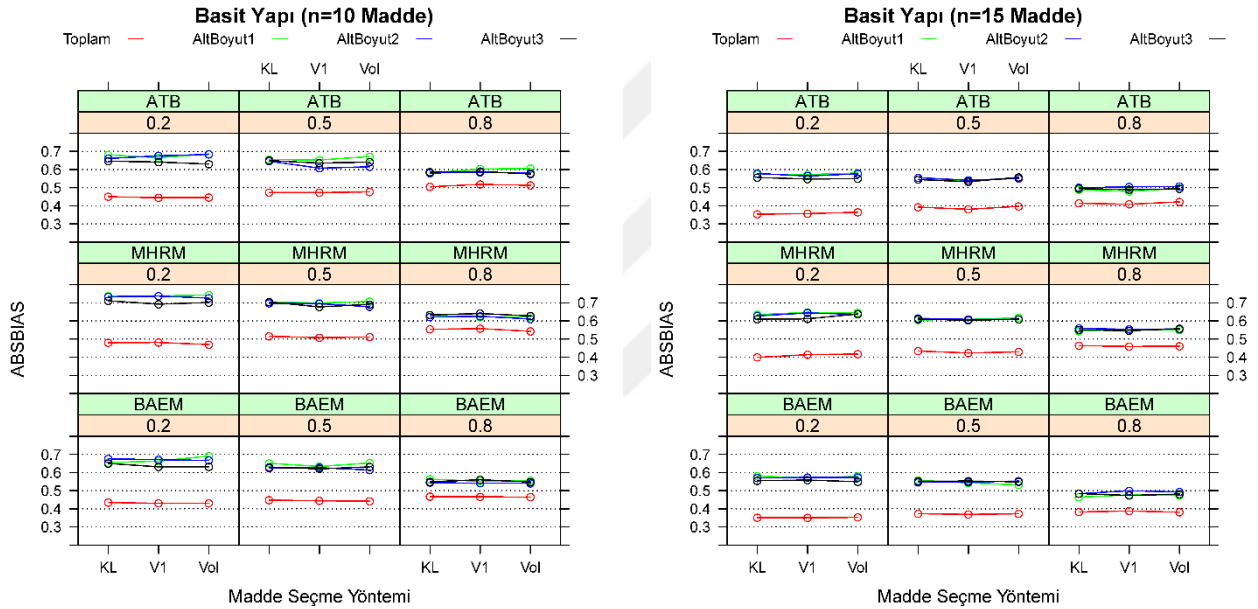 Basit Yapı (n=10 Madde)
Toplam AltBoyut1 AltBoyut2 AltBoyut3
KL V1 Vol
ATB ATB ATB
0.2 0.5 0.8
0.7
0.6
0.5
0.4
0.3
MHRM MHRM MHRM
0.2 0.5 0.8
0.7
0.6
0.5
0.4
0.3
BAEM BAEM BAEM
0.2 0.5 0.8
0.7
0.6
0.5
0.4
0.3
KL V1 Vol KL V1 Vol
ABSBIAS
Madde Seçme Yöntemi
Basit Yapı (n=15 Madde)
Toplam AltBoyut1 AltBoyut2 AltBoyut3
KL V1 Vol
ATB ATB ATB
0.2 0.5 0.8
0.7
0.6
0.5
0.4
0.3
MHRM MHRM MHRM
0.2 0.5 0.8
0.7
0.6
0.5
0.4
0.3
BAEM BAEM BAEM
0.2 0.5 0.8
0.7
0.6
0.5
0.4
0.3
KL V1 Vol KL V1 Vol
ABSBIAS
Madde Seçme Yöntemi